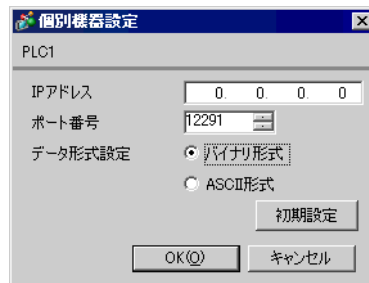 個別機器設定
PLC1
IPアドレス 0. 0. 0. 0
ポート番号 12291
データ形式設定 バイナリ形式
ASCII形式
初期設定
OK(O) キャンセル